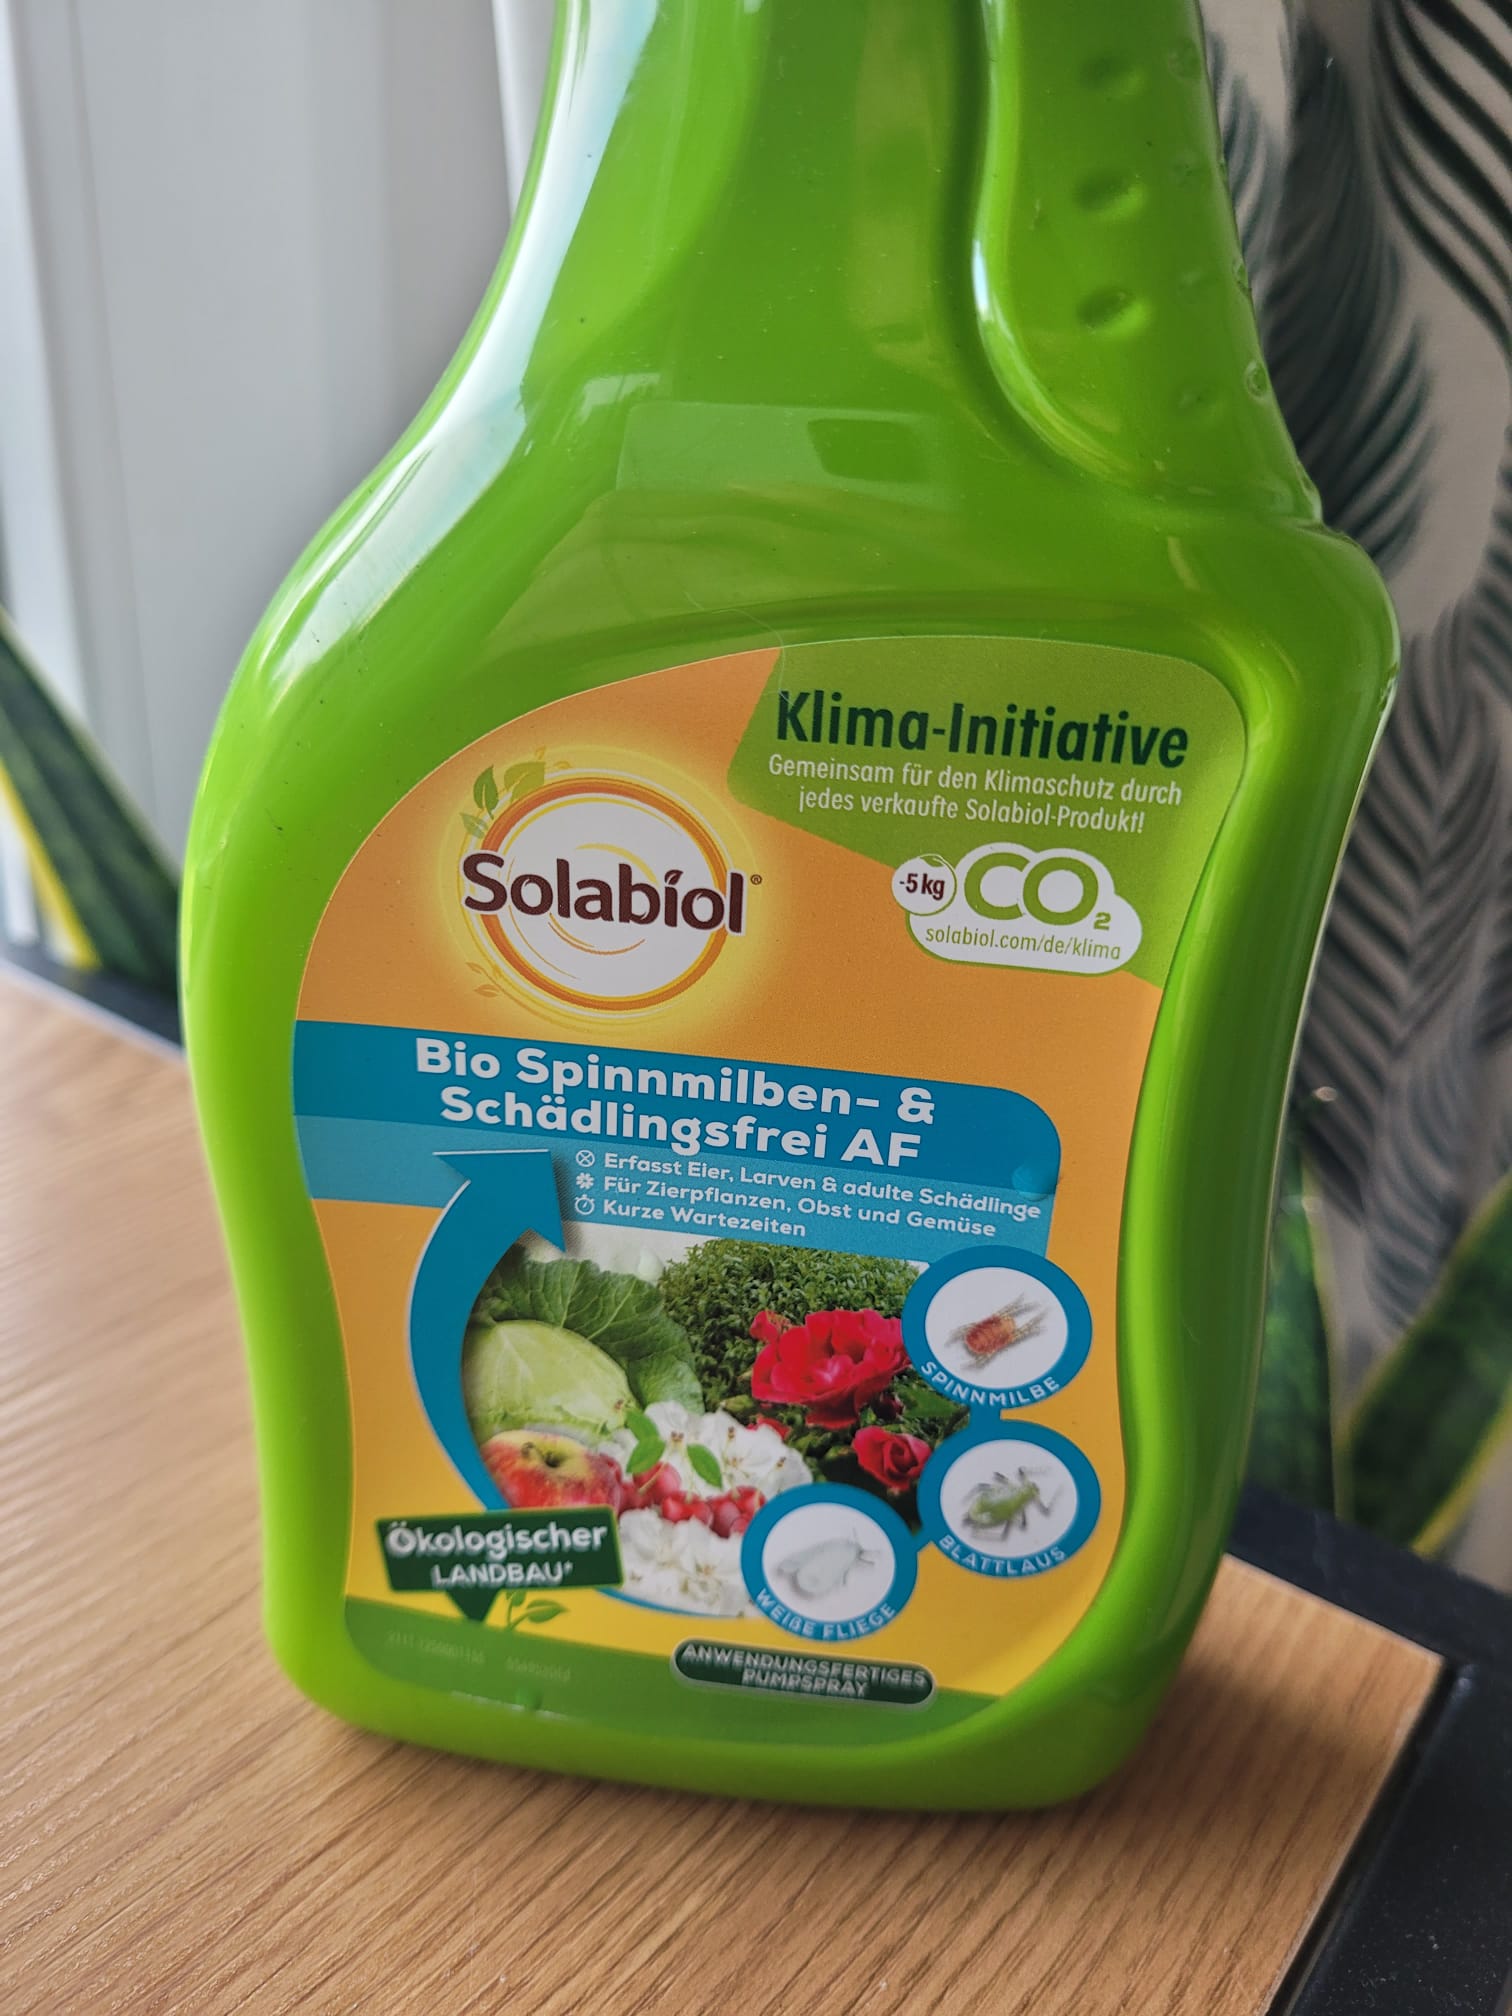 Klima-Initiative
Gemeinsam für den Klimaschutz durch
jedes verkaufte Solabiol-Produkt!
-5 kg
CO₂
solabiol.com/de/klima
Solabiol®
Bio Spinnmilben- &
Schädlingsfrei AF
Erfasst Eier, Larven & adulte Schädlinge
Für Zierpflanzen, Obst und Gemüse
Kurze Wartezeiten
SPINNMILBE
BLATTLAUS
WEIßE FLIEGE
Ökologischer
LANDBAU*
ANWENDUNGSFERTIGES
PUMPSPRAY